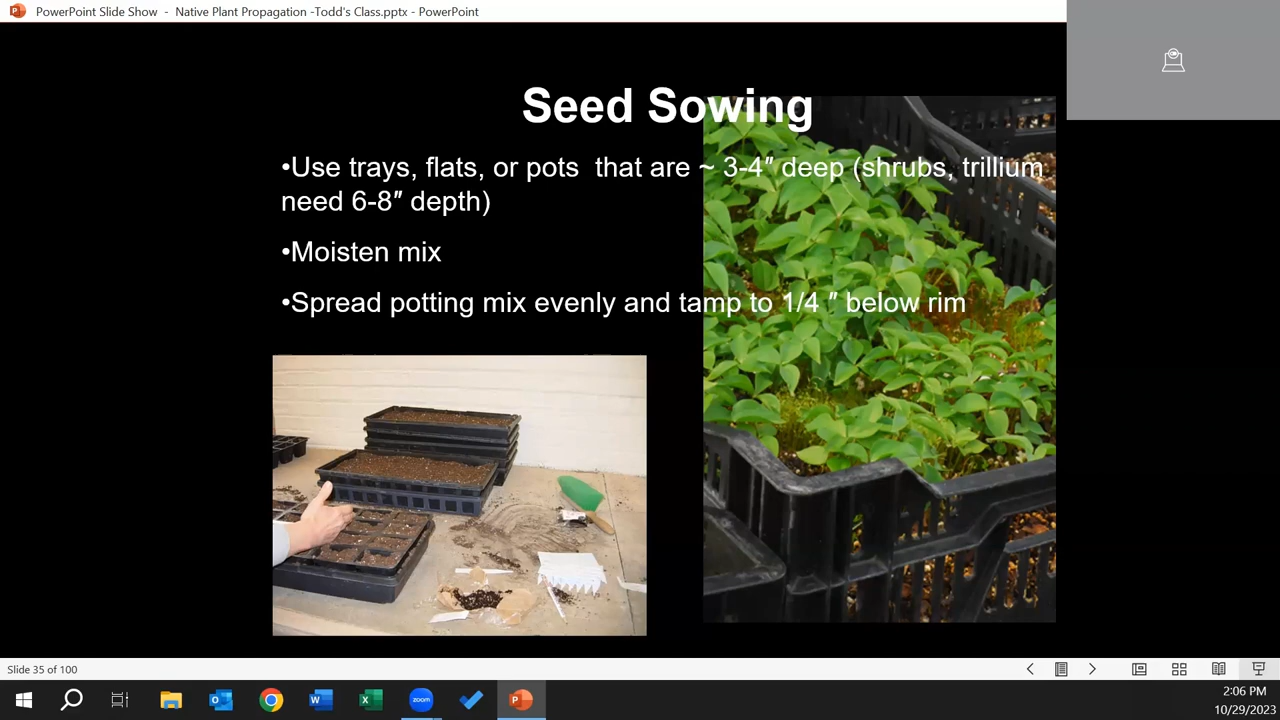 PowerPoint Slide Show - Native Plant Propagation -Todd's Class.pptx - PowerPoint
Seed Sowing
•Use trays, flats, or pots that are ~ 3-4″ deep (shrubs, trillium
need 6-8″ depth)
•Moisten mix
•Spread potting mix evenly and tamp to 1/4 ″ below rim
Slide 35 of 100
zoom
2:06 PM
10/29/2023